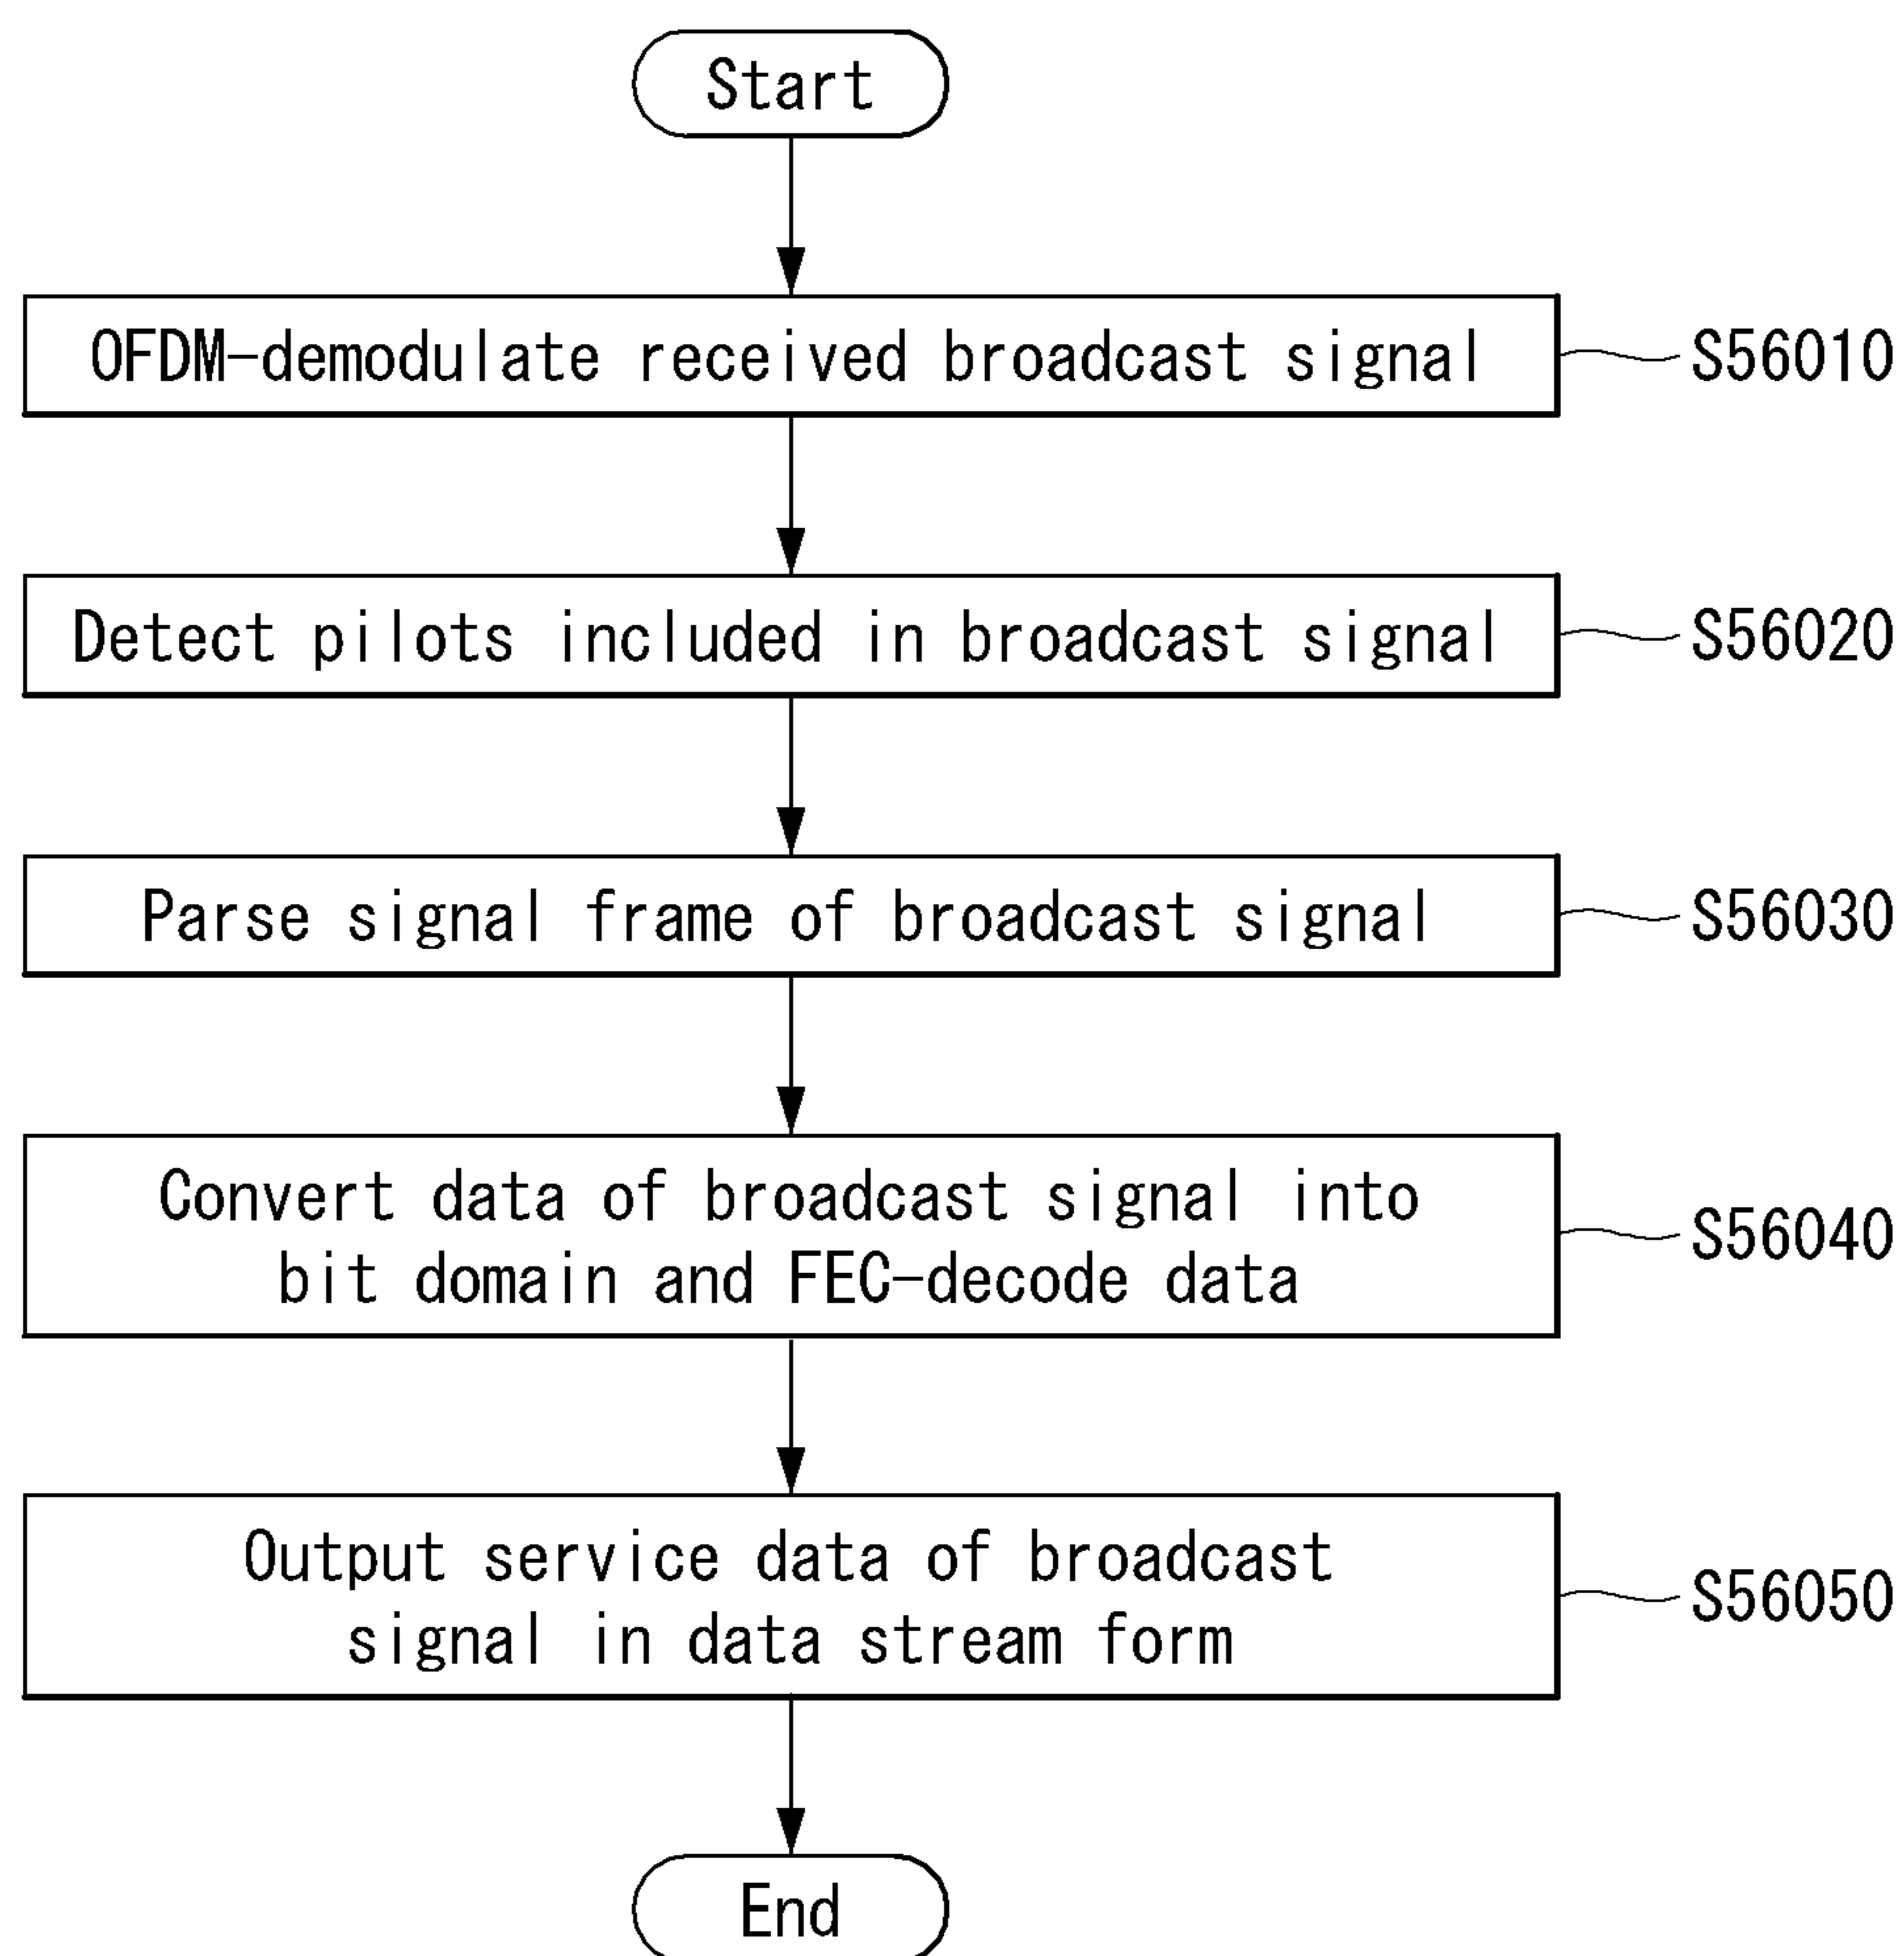 Start
OFDM-demodulate received broadcast signal
S56010
Detect pilots included in broadcast signal
S56020
Parse signal frame of broadcast signal
S56030
Convert data of broadcast signal into
bit domain and FEC-decode data
S56040
Output service data of broadcast
signal in data stream form
S56050
End